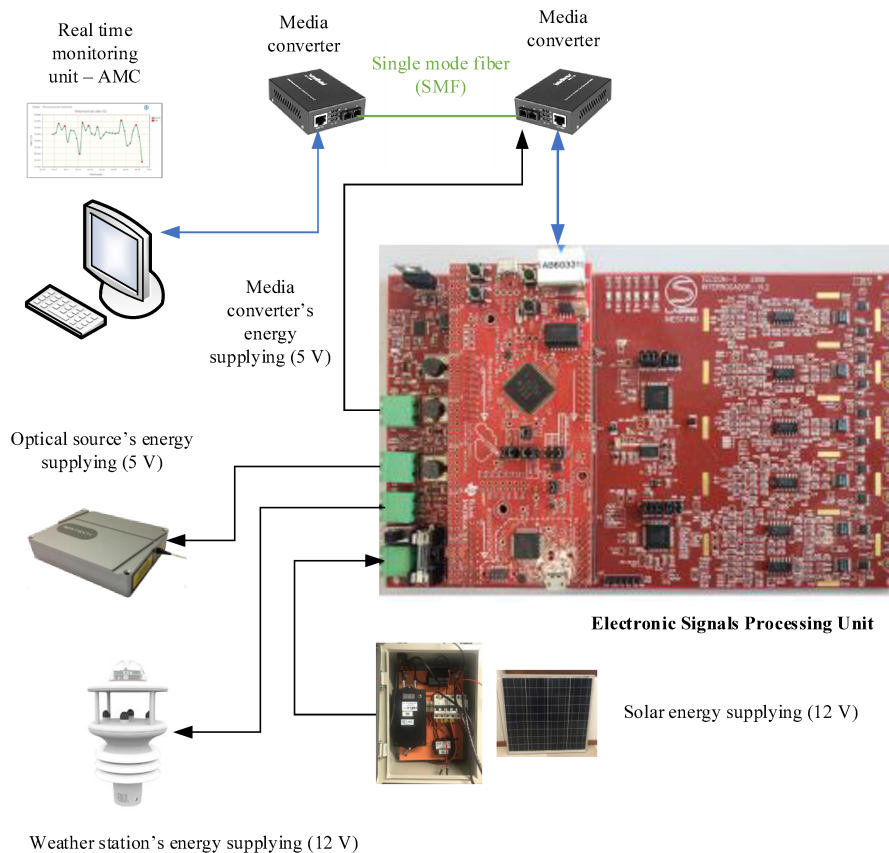 Real time
monitoring
unit – AMC
Media
converter
Media
converter
Single mode fiber
(SMF)
Media
converter's
energy
supplying (5 V)
Optical source's energy
supplying (5 V)
Electronic Signals Processing Unit
Solar energy supplying (12 V)
Weather station's energy supplying (12 V)